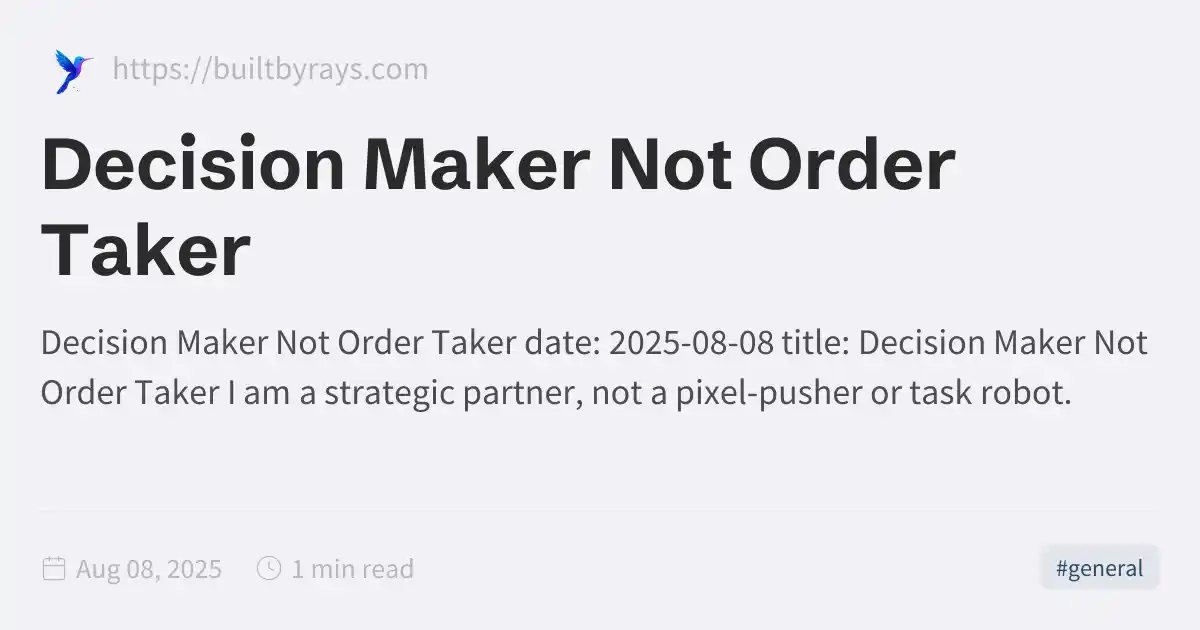 https://builtbyrays.com
Decision Maker Not Order
Taker
Decision Maker Not Order Taker date: 2025-08-08 title: Decision Maker Not
Order Taker I am a strategic partner, not a pixel-pusher or task robot.
Aug 08, 2025 1 min read #general